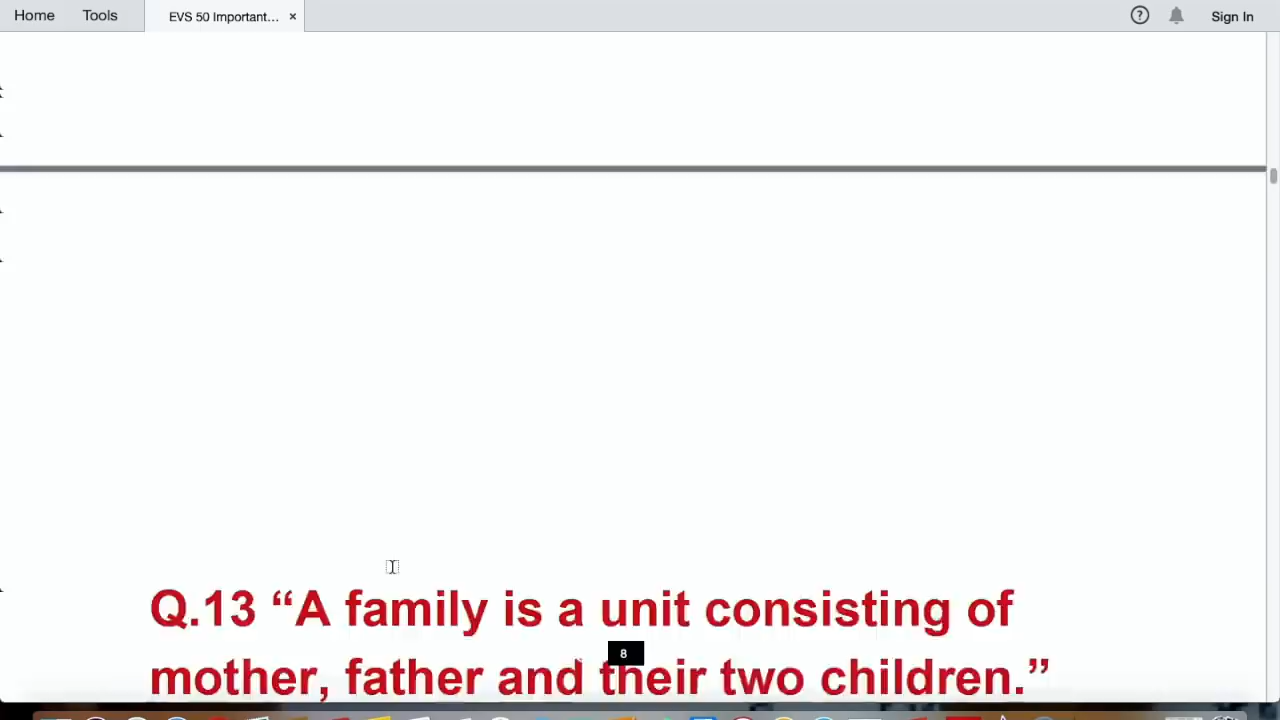 Home Tools EVS 50 Important... × Sign In
Q.13 “A family is a unit consisting of
8
mother, father and their two children.”